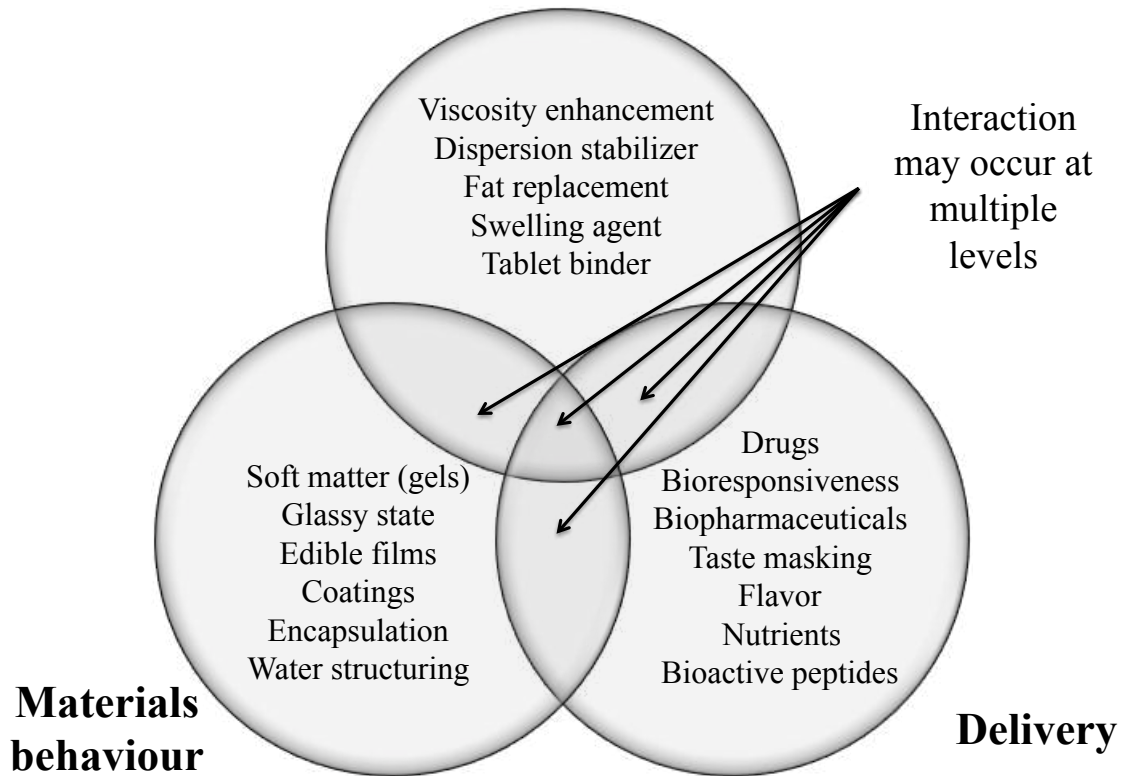 Viscosity enhancement
Dispersion stabilizer
Fat replacement
Swelling agent
Tablet binder
Interaction
may occur at
multiple
levels
Soft matter (gels)
Glassy state
Edible films
Coatings
Encapsulation
Water structuring
Drugs
Bioresponsiveness
Biopharmaceuticals
Taste masking
Flavor
Nutrients
Bioactive peptides
Materials
behaviour
Delivery